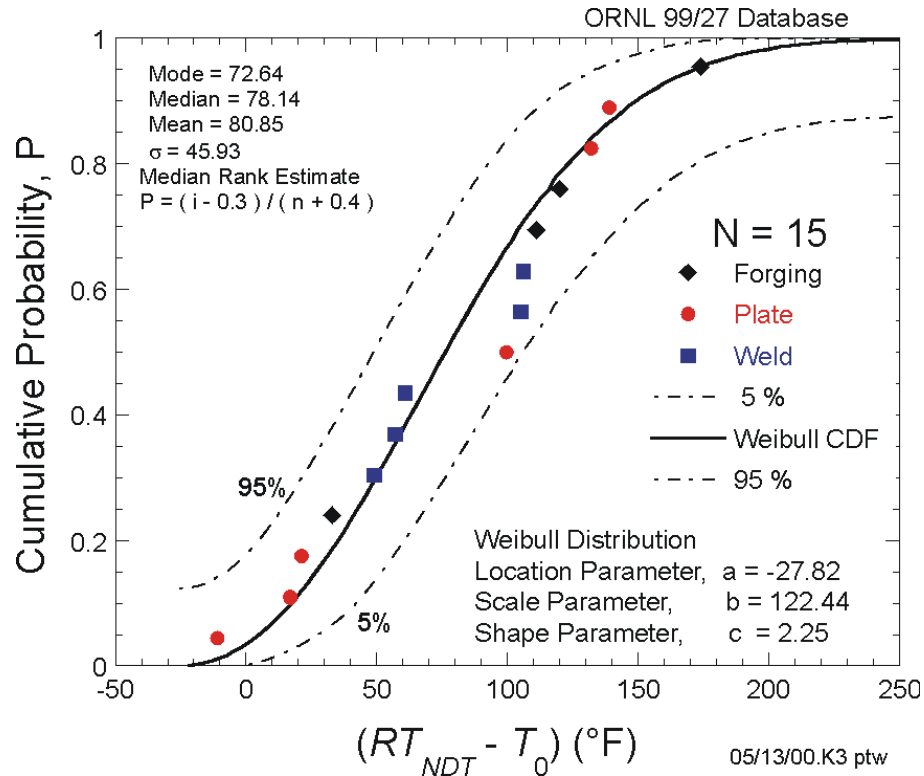 ORNL 99/27 Database
Mode = 72.64
Median = 78.14
Mean = 80.85
σ = 45.93
Median Rank Estimate
P = ( i - 0.3 ) / ( n + 0.4 )
N = 15
Forging
Plate
Weld
5 %
Weibull CDF
95 %
95%
5%
Weibull Distribution
Location Parameter, a = -27.82
Scale Parameter, b = 122.44
Shape Parameter, c = 2.25
Cumulative Probability, P
1
0.8
0.6
0.4
0.2
0
-50 0 50 100 150 200 250
(RT_NDT - T_0) (°F)
05/13/00.K3 ptw